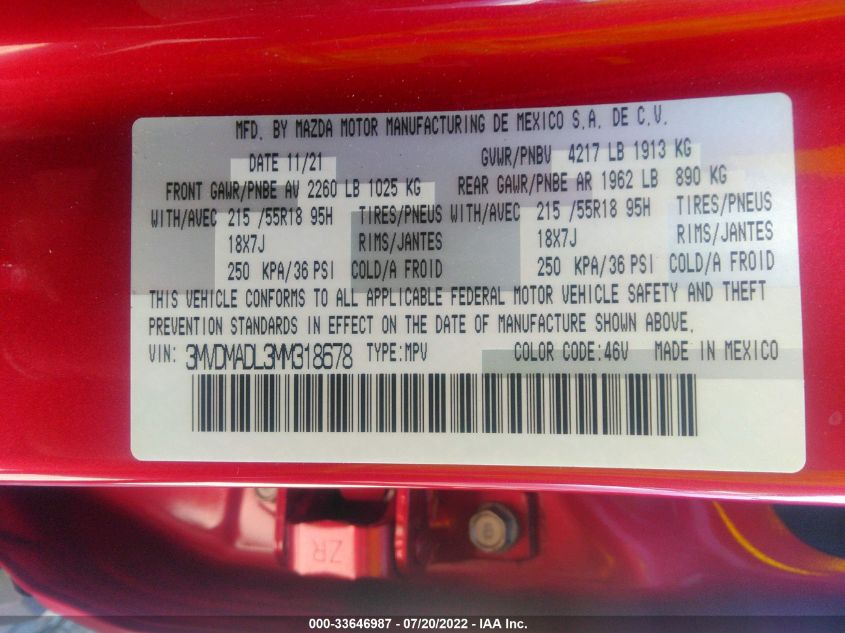 MFD. BY MAZDA MOTOR MANUFACTURING DE MEXICO S.A. DE C.V.
DATE 11/21 GVWR/PNBV 4217 LB 1913 KG
FRONT GAWR/PNBE AV 2260 LB 1025 KG REAR GAWR/PNBE AR 1962 LB 890 KG
WITH/AVEC 215 /55R18 95H TIRES/PNEUS WITH/AVEC 215 /55R18 95H TIRES/PNEUS
18X7J RIMS/JANTES 18X7J RIMS/JANTES
250 KPA/36 PSI COLD/A FROID 250 KPA/36 PSI COLD/A FROID
THIS VEHICLE CONFORMS TO ALL APPLICABLE FEDERAL MOTOR VEHICLE SAFETY AND THEFT
PREVENTION STANDARDS IN EFFECT ON THE DATE OF MANUFACTURE SHOWN ABOVE.
VIN: 3MVDMADL3MM318678 TYPE:MPV COLOR CODE:46V MADE IN MEXICO
ZR
000-33646987 - 07/20/2022 - IAA Inc.